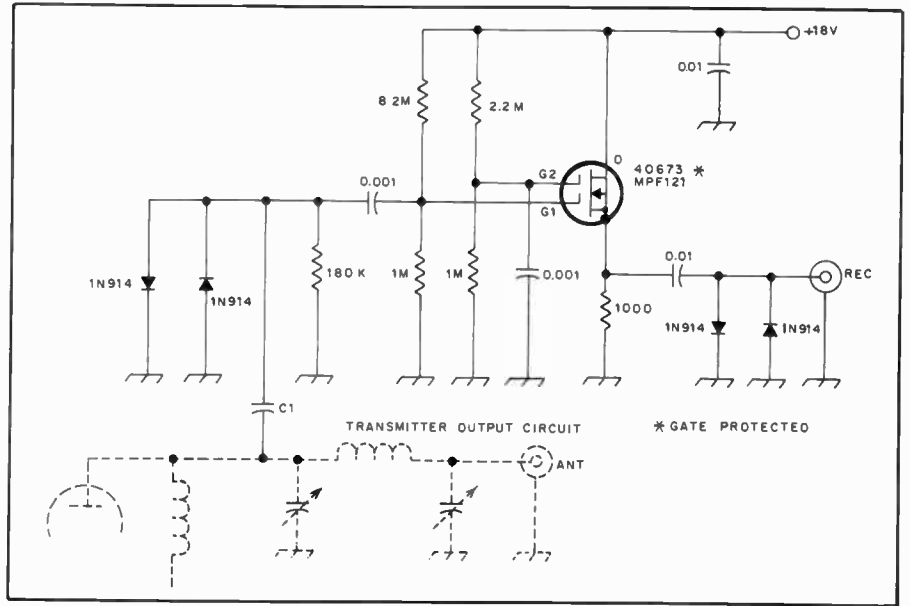 +18V
0.01
8.2M
2.2M
D
40673 *
MPF121
G2
G1
0.001
0.01
REC
1N914
1N914
180 K
1M
1M
0.001
1000
1N914
1N914
C1
TRANSMITTER OUTPUT CIRCUIT
* GATE PROTECTED
ANT